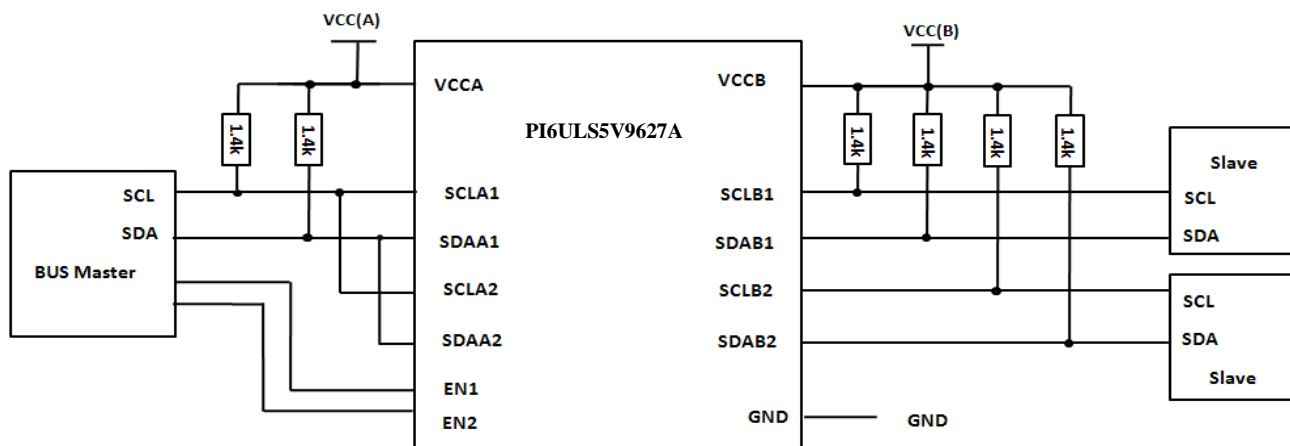 VCC(A)
VCC(B)
VCCA
VCCB
PI6ULS5V9627A
1.4k
1.4k
1.4k
1.4k
1.4k
1.4k
Slave
SCL
SCLA1
SCLB1
SCL
SDA
SDAA1
SDAB1
SDA
BUS Master
SCLA2
SCLB2
SCL
SDAA2
SDAB2
SDA
EN1
Slave
EN2
GND
GND